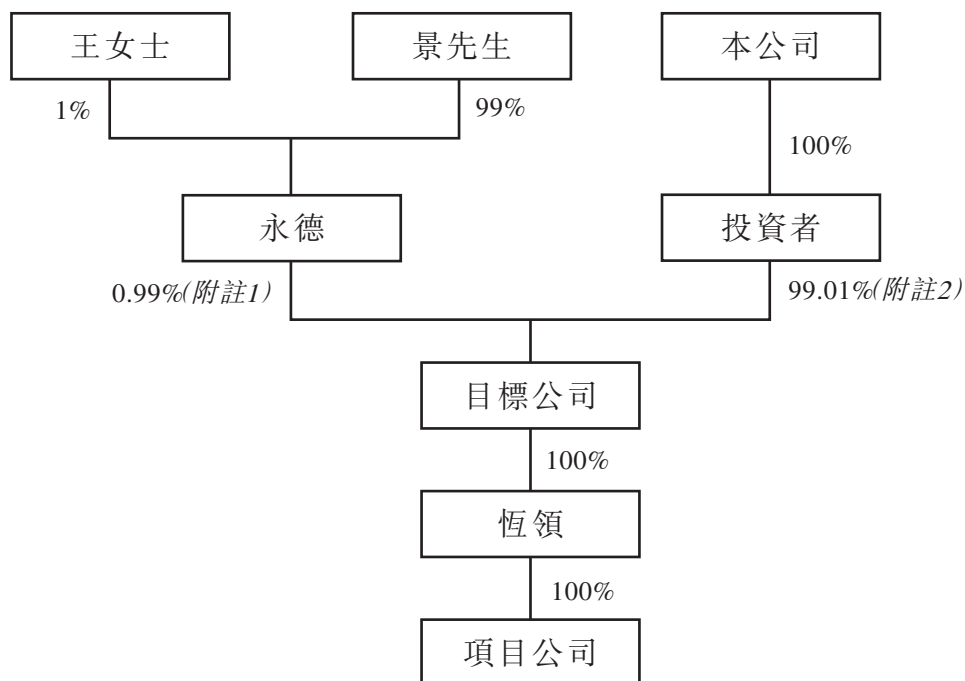 王女士 景先生 本公司
1% 99%
100%
永德 投資者
0.99%(附註1) 99.01%(附註2)
目標公司
100%
恆領
100%
項目公司